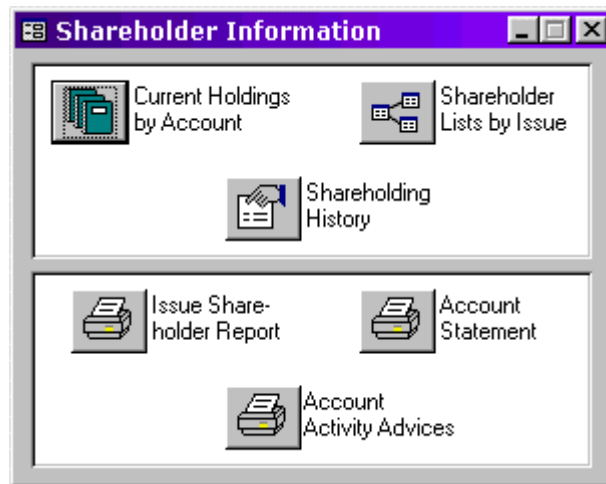 Shareholder Information
Current Holdings
by Account
Shareholder
Lists by Issue
Shareholding
History
Issue Share-
holder Report
Account
Statement
Account
Activity Advices